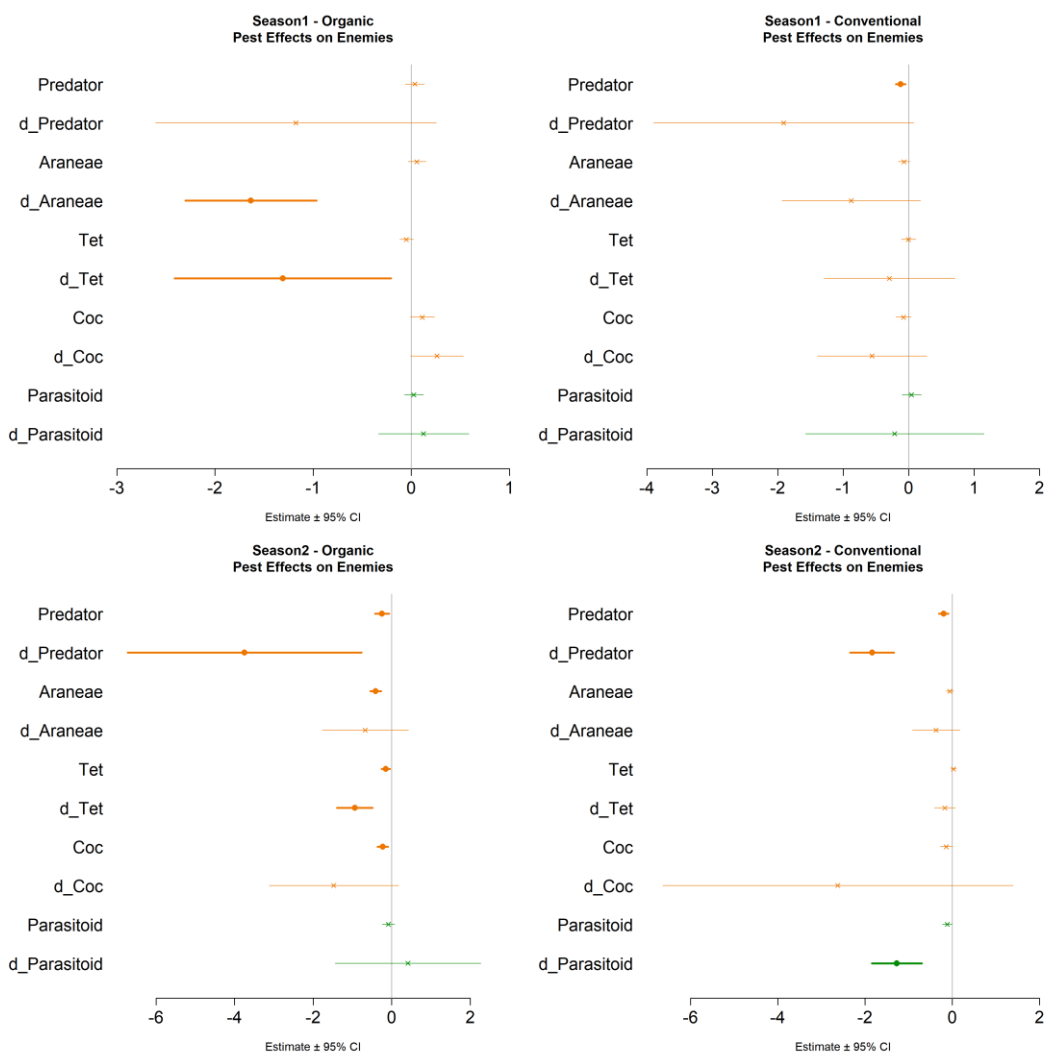 Season1 - Organic
Pest Effects on Enemies
Predator
d_Predator
Araneae
d_Araneae
Tet
d_Tet
Coc
d_Coc
Parasitoid
d_Parasitoid
-3 -2 -1 0 1
Estimate ± 95% CI
Season1 - Conventional
Pest Effects on Enemies
Predator
d_Predator
Araneae
d_Araneae
Tet
d_Tet
Coc
d_Coc
Parasitoid
d_Parasitoid
-4 -3 -2 -1 0 1 2
Estimate ± 95% CI
Season2 - Organic
Pest Effects on Enemies
Predator
d_Predator
Araneae
d_Araneae
Tet
d_Tet
Coc
d_Coc
Parasitoid
d_Parasitoid
-6 -4 -2 0 2
Estimate ± 95% CI
Season2 - Conventional
Pest Effects on Enemies
Predator
d_Predator
Araneae
d_Araneae
Tet
d_Tet
Coc
d_Coc
Parasitoid
d_Parasitoid
-6 -4 -2 0 2
Estimate ± 95% CI